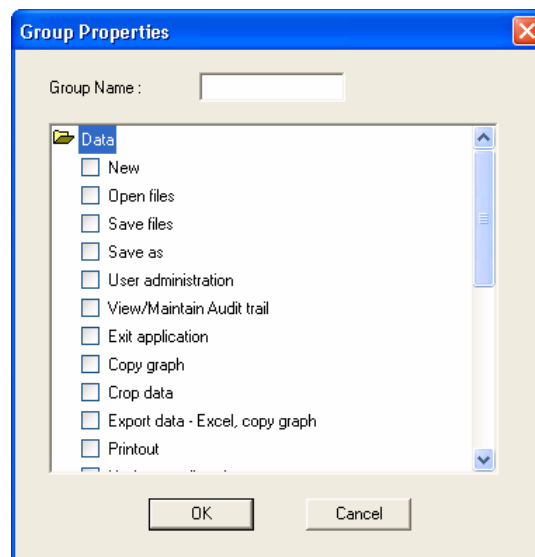 Group Properties
Group Name :
Data
New
Open files
Save files
Save as
User administration
View/Maintain Audit trail
Exit application
Copy graph
Crop data
Export data - Excel, copy graph
Printout
OK Cancel